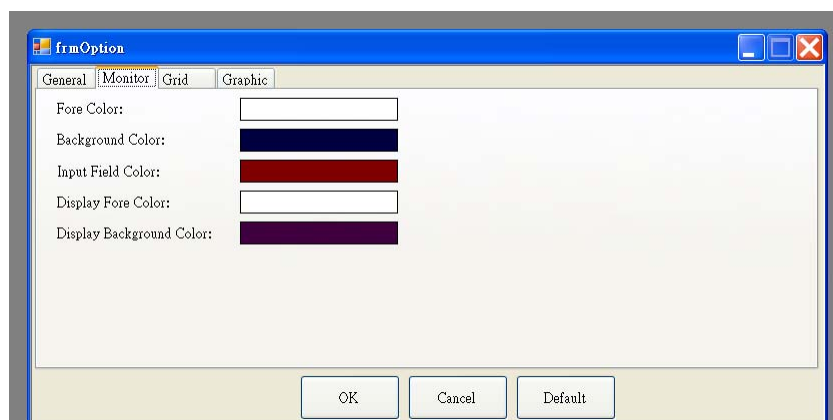 frmOption
General Monitor Grid Graphic
Fore Color:
Background Color:
Input Field Color:
Display Fore Color:
Display Background Color:
OK Cancel Default